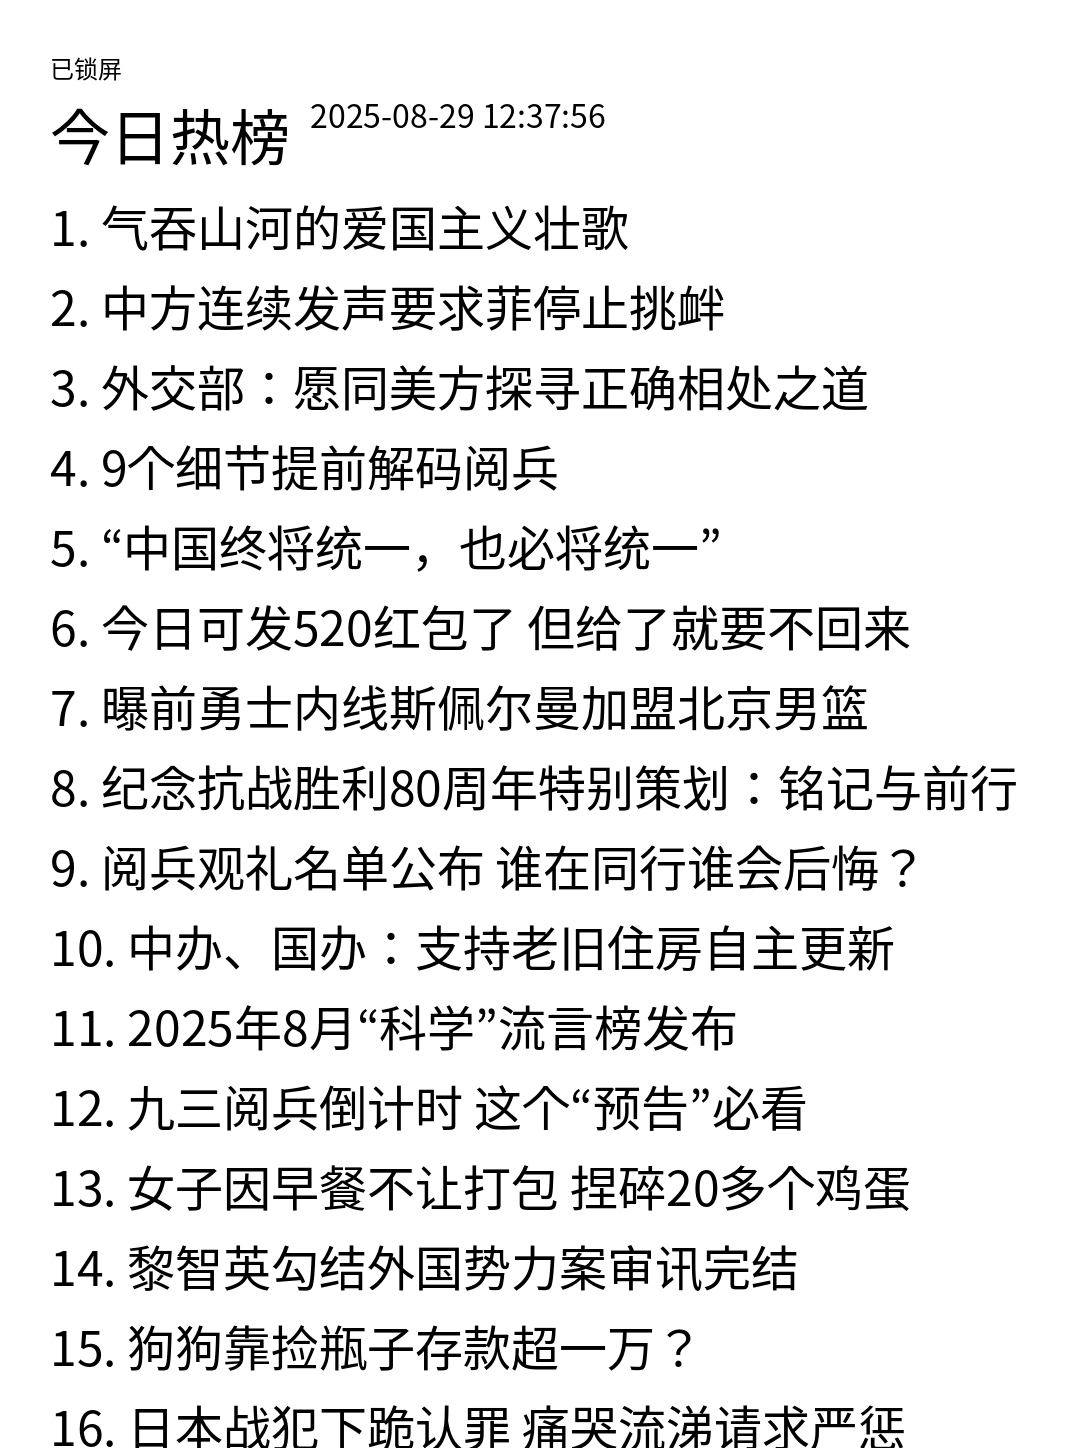 已锁屏
今日热榜 2025-08-29 12:37:56
1. 气吞山河的爱国主义壮歌
2. 中方连续发声要求菲停止挑衅
3. 外交部：愿同美方探寻正确相处之道
4. 9个细节提前解码阅兵
5. “中国终将统一，也必将统一”
6. 今日可发520红包了 但给了就要不回来
7. 曝前勇士内线斯佩尔曼加盟北京男篮
8. 纪念抗战胜利80周年特别策划：铭记与前行
9. 阅兵观礼名单公布 谁在同行谁会后悔？
10. 中办、国办：支持老旧住房自主更新
11. 2025年8月“科学”流言榜发布
12. 九三阅兵倒计时 这个“预告”必看
13. 女子因早餐不让打包 捏碎20多个鸡蛋
14. 黎智英勾结外国势力案审讯完结
15. 狗狗靠捡瓶子存款超一万？
16. 日本战犯下跪认罪 痛哭流涕请求严惩